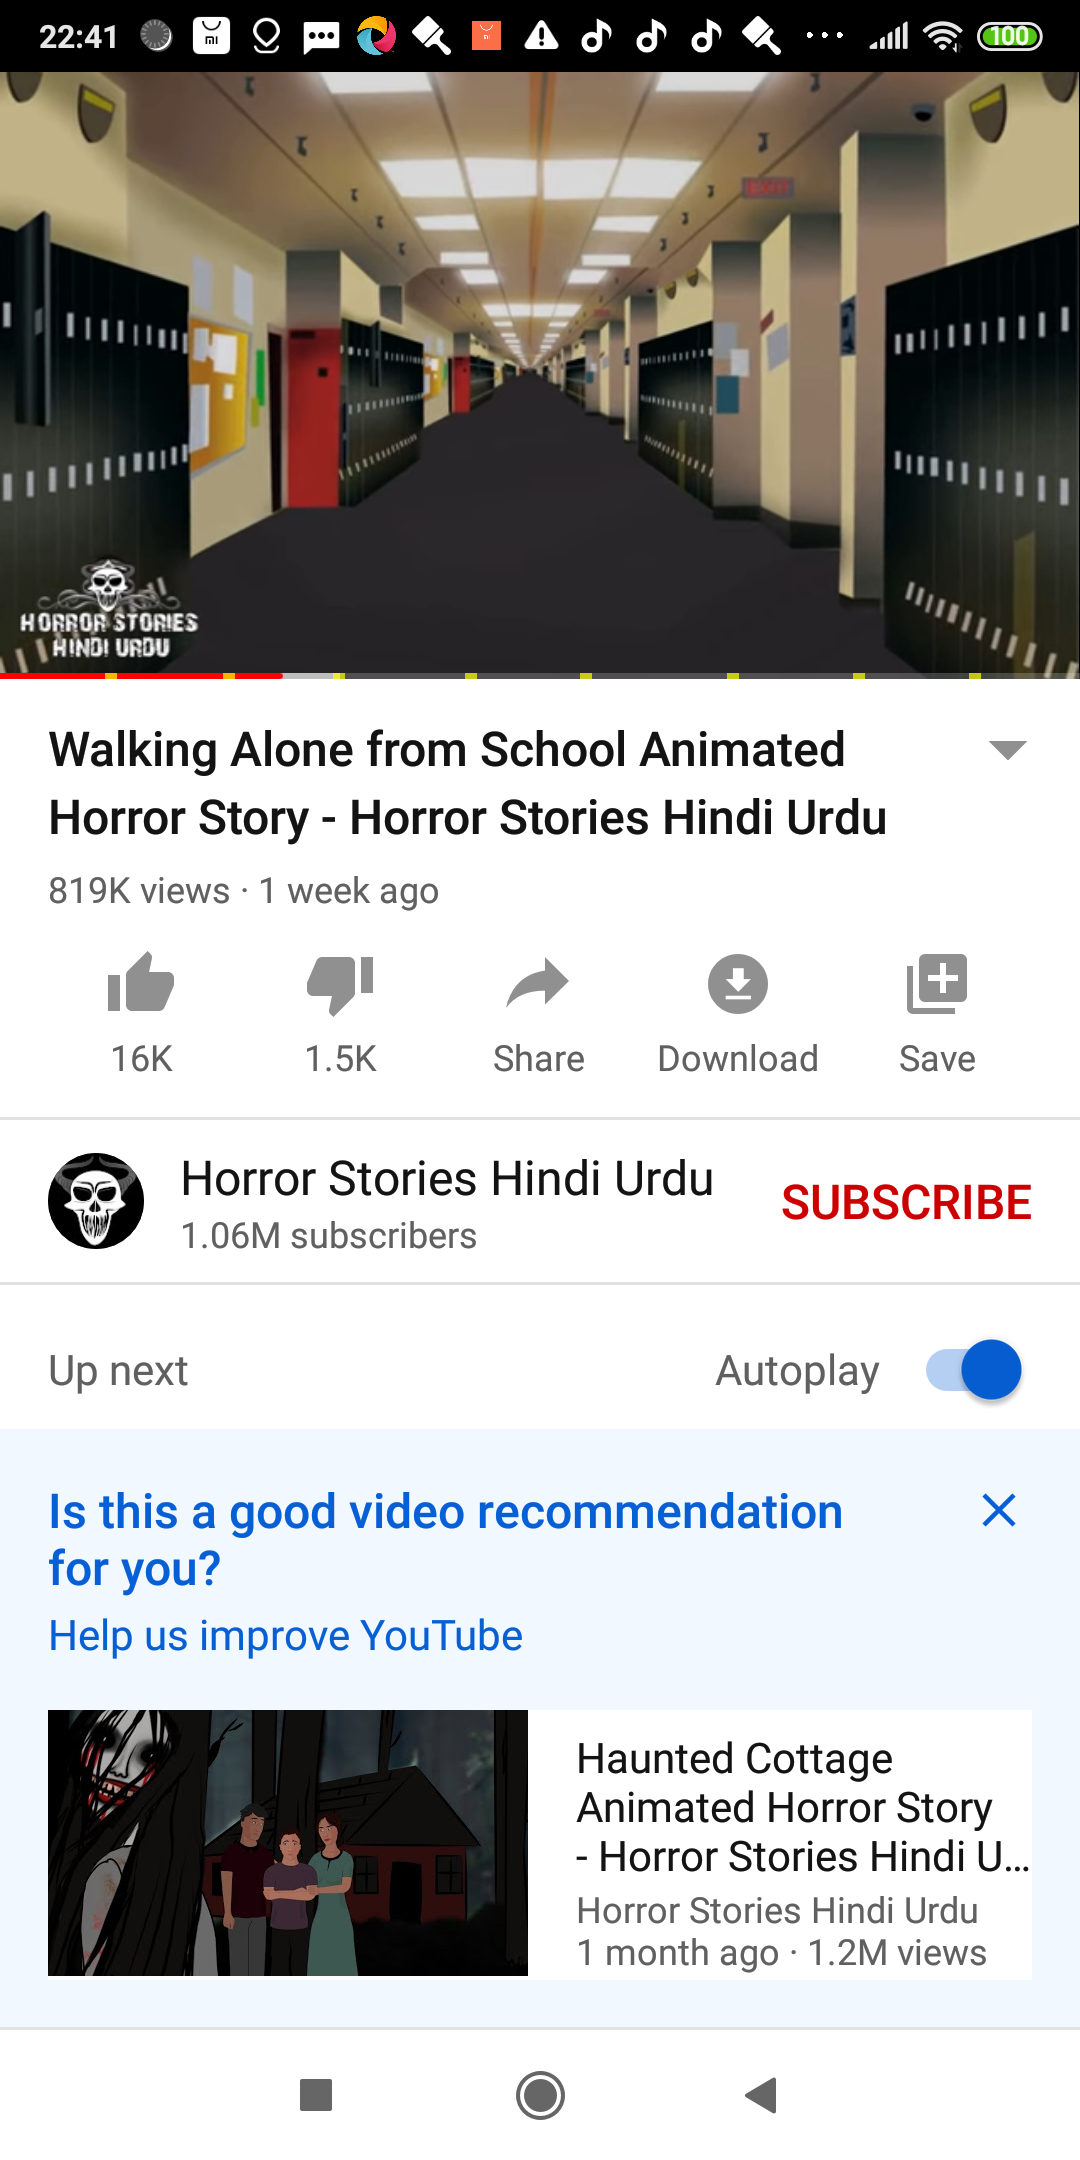 22:41
100
EXIT
HORROR STORIES
HINDI URDU
Walking Alone from School Animated
Horror Story - Horror Stories Hindi Urdu
819K views · 1 week ago
16K
1.5K
Share
Download
Save
Horror Stories Hindi Urdu
1.06M subscribers
SUBSCRIBE
Up next
Autoplay
Is this a good video recommendation
for you?
Help us improve YouTube
Haunted Cottage
Animated Horror Story
- Horror Stories Hindi U...
Horror Stories Hindi Urdu
1 month ago · 1.2M views